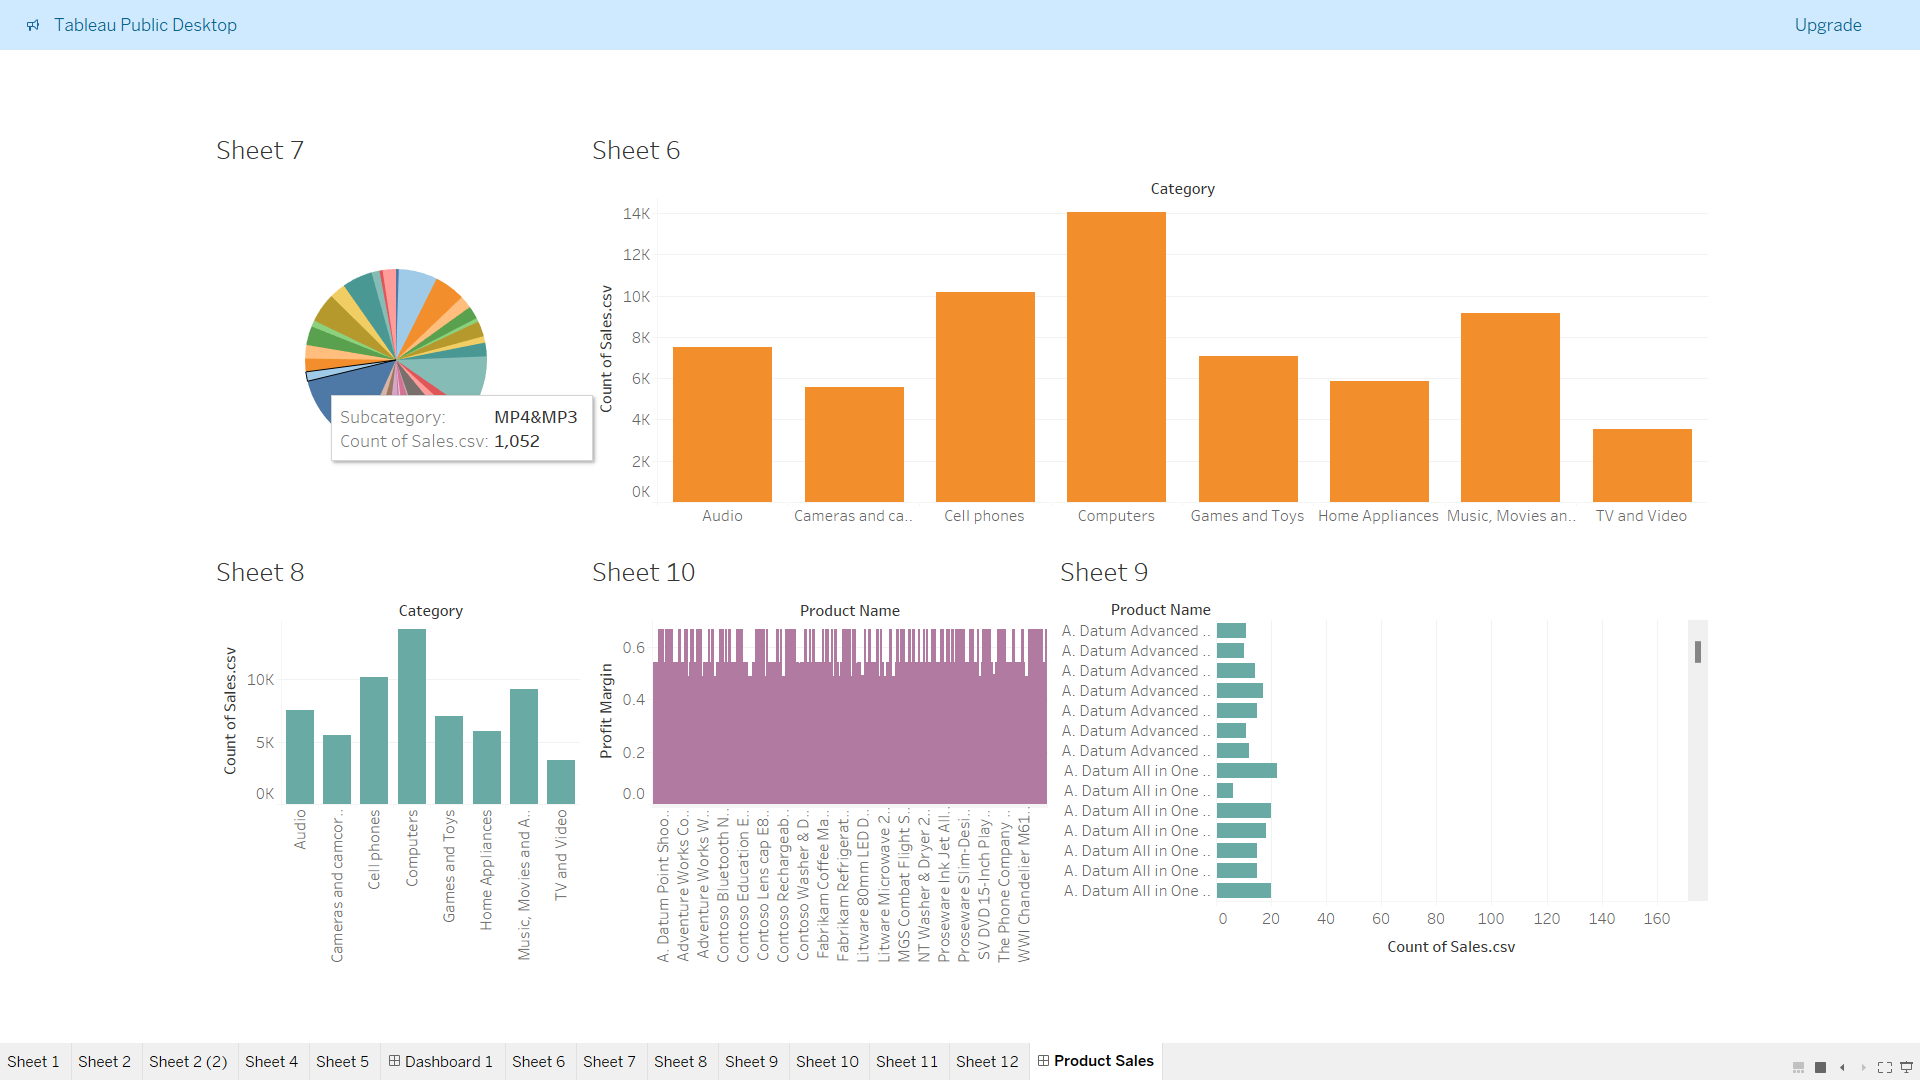 Tableau Public Desktop
Upgrade
Sheet 7
Subcategory: MP4&MP3
Count of Sales.csv: 1,052
Sheet 6
Category
Count of Sales.csv
14K
12K
10K
8K
6K
4K
2K
0K
Audio
Cameras and ca..
Cell phones
Computers
Games and Toys
Home Appliances
Music, Movies an..
TV and Video
Sheet 8
Category
Count of Sales.csv
10K
5K
0K
Audio
Cameras and camcor..
Cell phones
Computers
Games and Toys
Home Appliances
Music, Movies and A..
TV and Video
Sheet 10
Product Name
Profit Margin
0.6
0.4
0.2
0.0
A. Datum Point Shoo..
Adventure Works Co..
Adventure Works W..
Contoso Bluetooth N..
Contoso Education E..
Contoso Lens cap E8..
Contoso Rechargeab..
Contoso Washer & D..
Fabrikam Coffee Ma..
Fabrikam Refrigerat..
Litware 80mm LED D..
Litware Microwave 2..
MGS Combat Flight S..
NT Washer & Dryer 2..
Proseware Ink Jet All..
Proseware Slim-Desi..
SV DVD 15-Inch Play..
The Phone Company ..
WWI Chandelier M61..
Sheet 9
Product Name
A. Datum Advanced ..
A. Datum Advanced ..
A. Datum Advanced ..
A. Datum Advanced ..
A. Datum Advanced ..
A. Datum Advanced ..
A. Datum Advanced ..
A. Datum All in One ..
A. Datum All in One ..
A. Datum All in One ..
A. Datum All in One ..
A. Datum All in One ..
A. Datum All in One ..
A. Datum All in One ..
0 20 40 60 80 100 120 140 160
Count of Sales.csv
Sheet 1 Sheet 2 Sheet 2 (2) Sheet 4 Sheet 5 Dashboard 1 Sheet 6 Sheet 7 Sheet 8 Sheet 9 Sheet 10 Sheet 11 Sheet 12 Product Sales